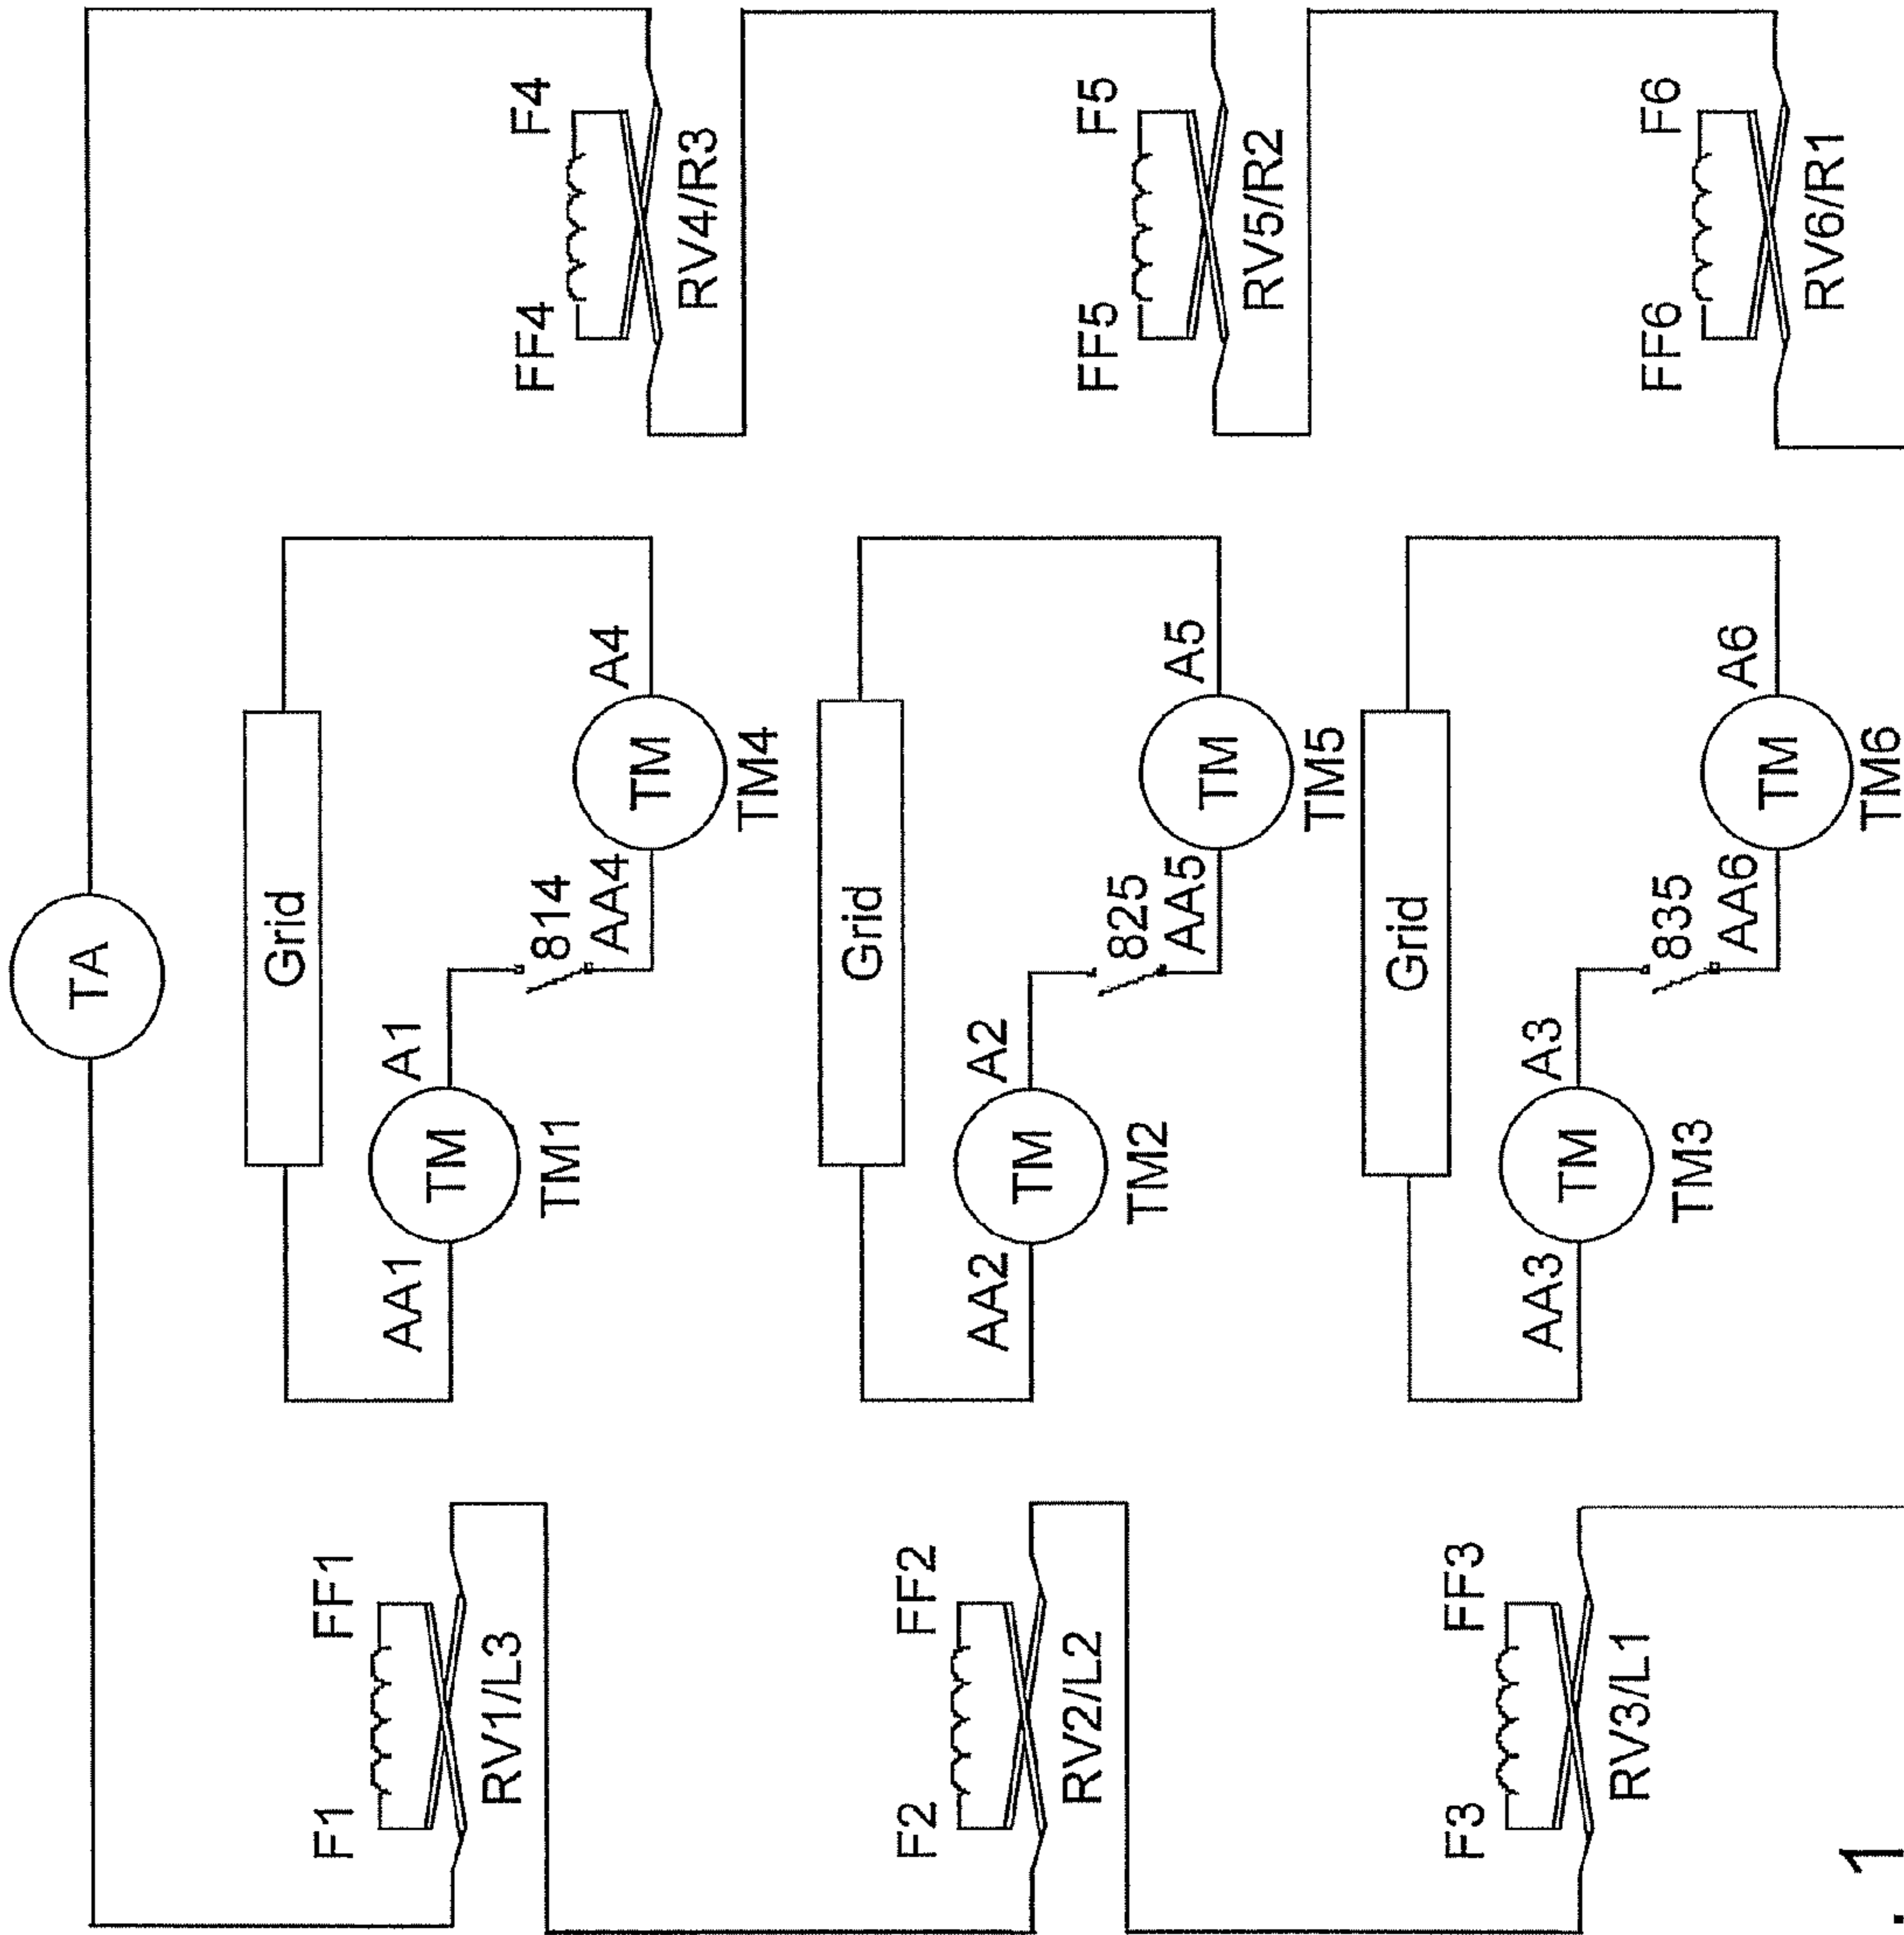 TA
Grid
F1 FF1
AA1 A1
TM
RV1/L3
TM1
814
FF4 F4
AA4 A4
TM
RV4/R3
TM4
Grid
F2 FF2
AA2 A2
TM
RV2/L2
TM2
825
FF5 F5
AA5 A5
TM
RV5/R2
TM5
Grid
F3 FF3
AA3 A3
TM
RV3/L1
TM3
835
FF6 F6
AA6 A6
TM
RV6/R1
TM6
. 1